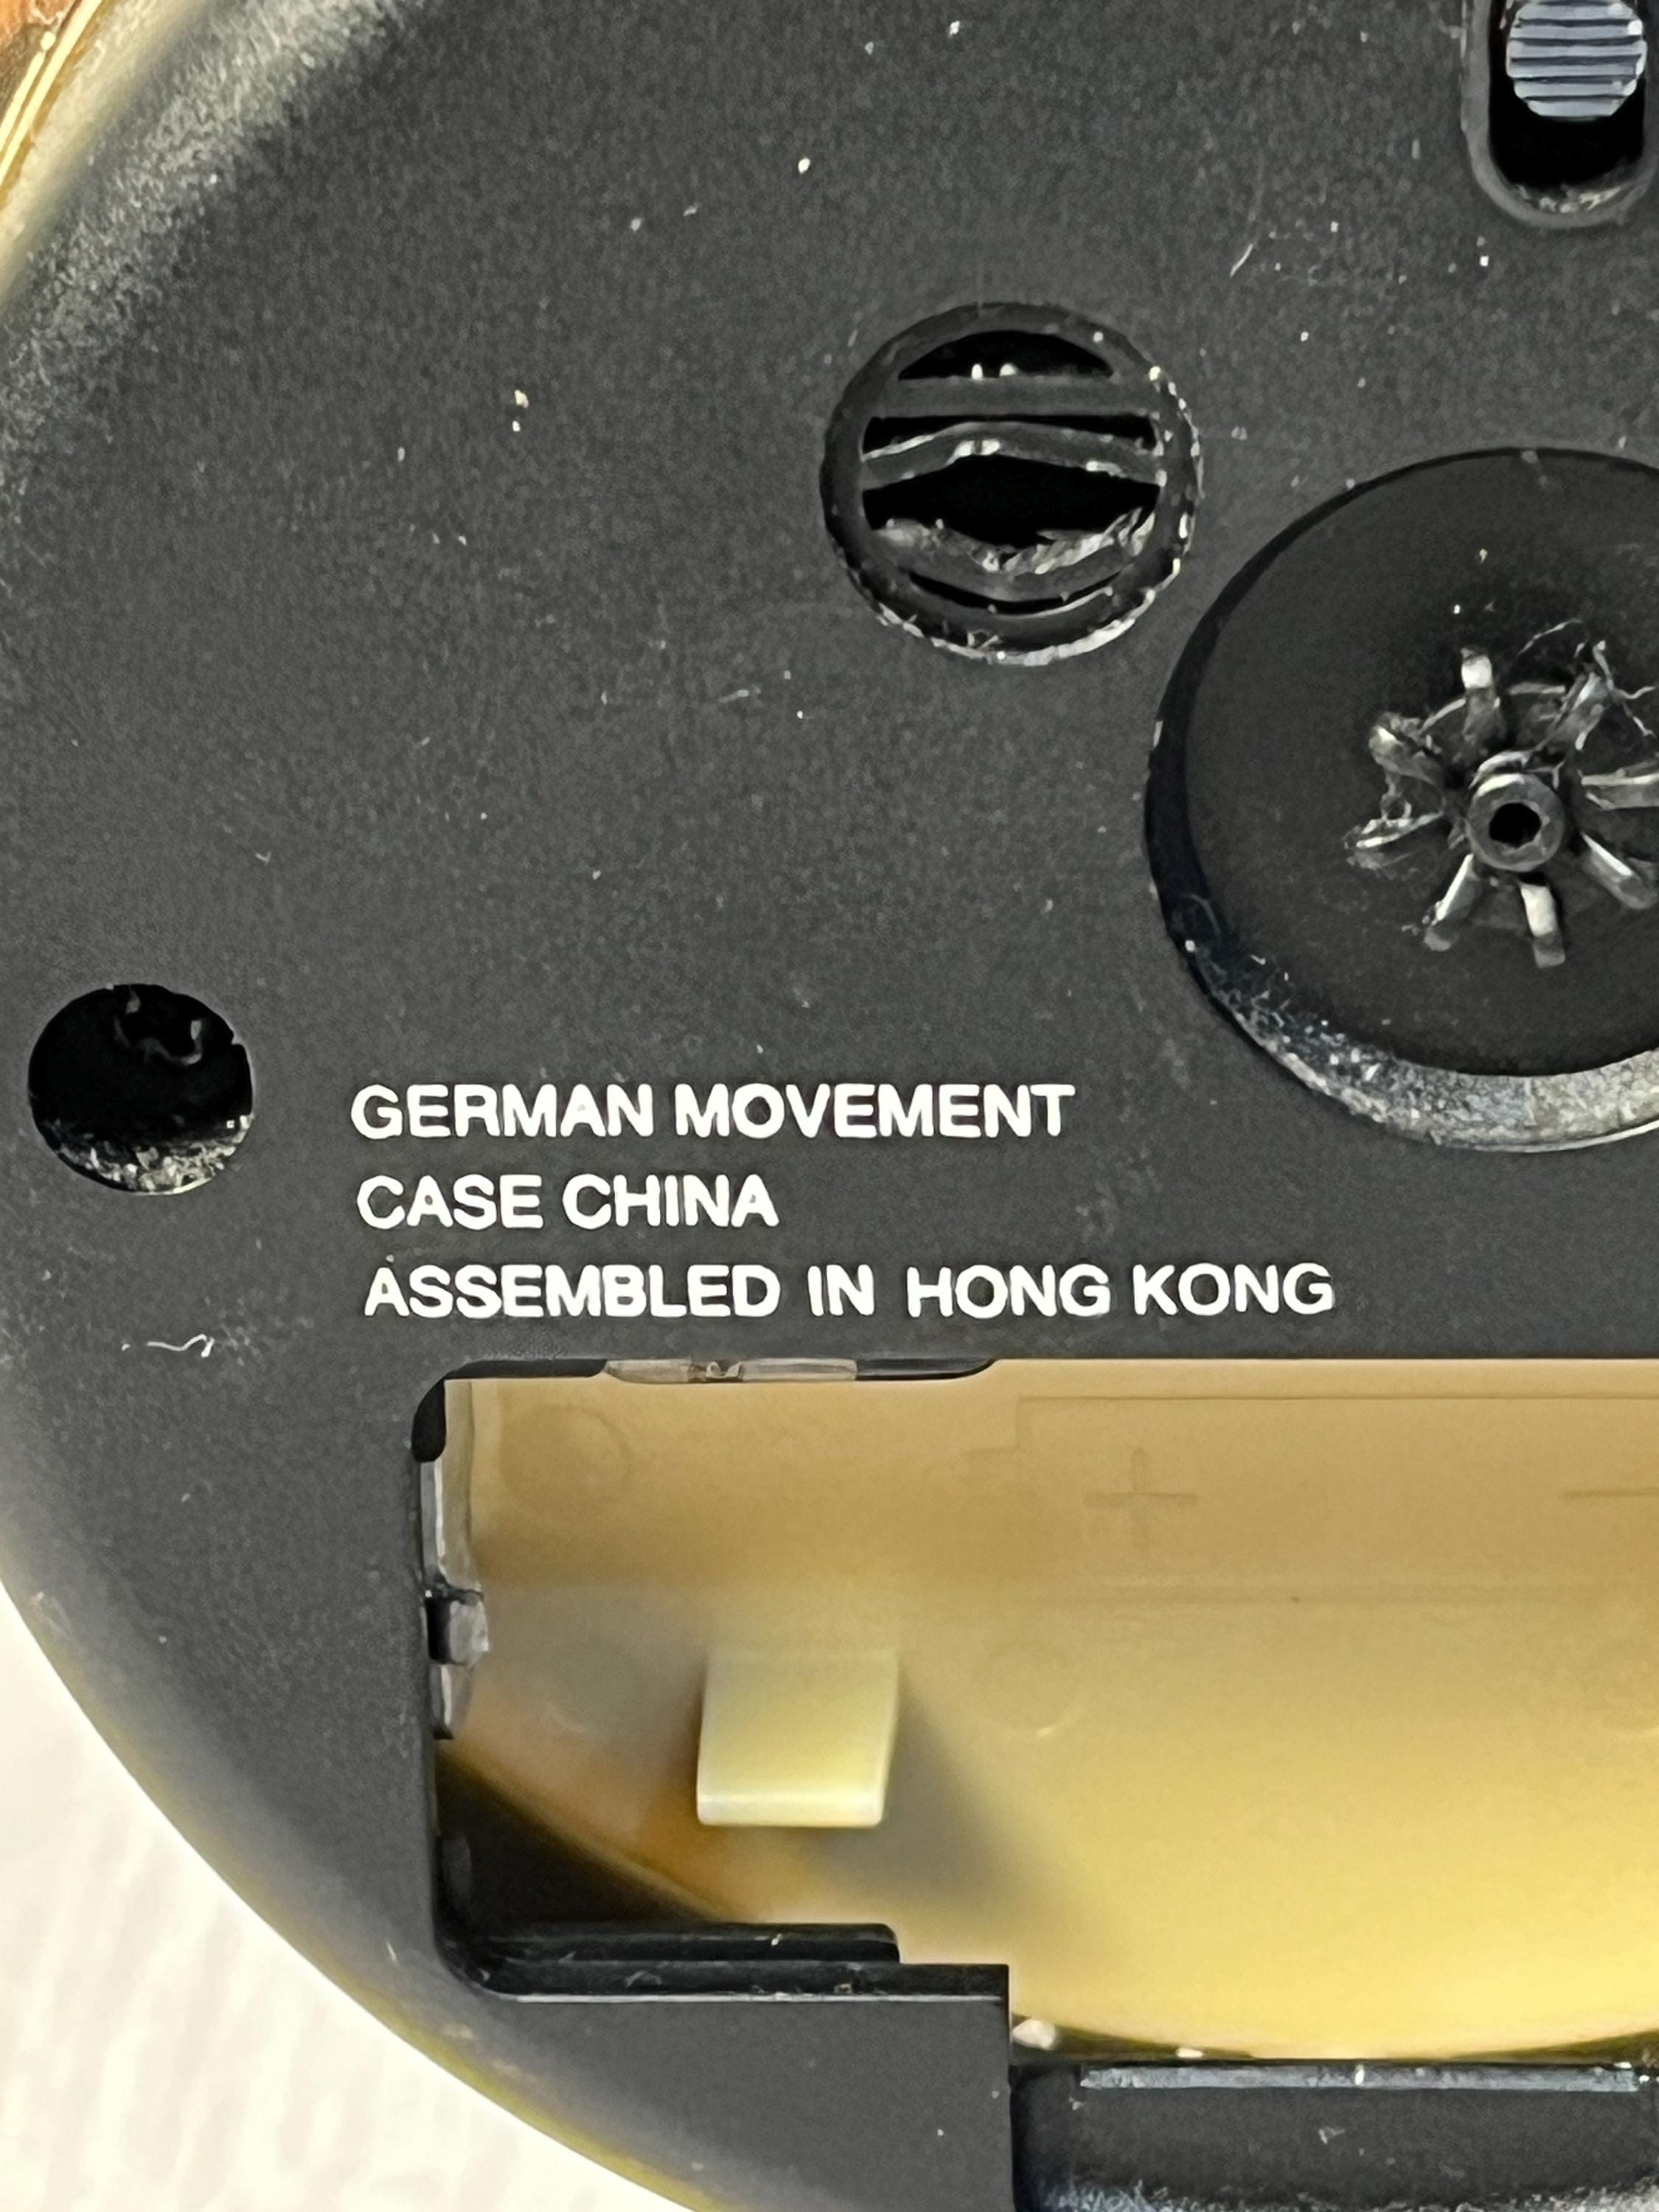 GERMAN MOVEMENT
CASE CHINA
ASSEMBLED IN HONG KONG
+ −